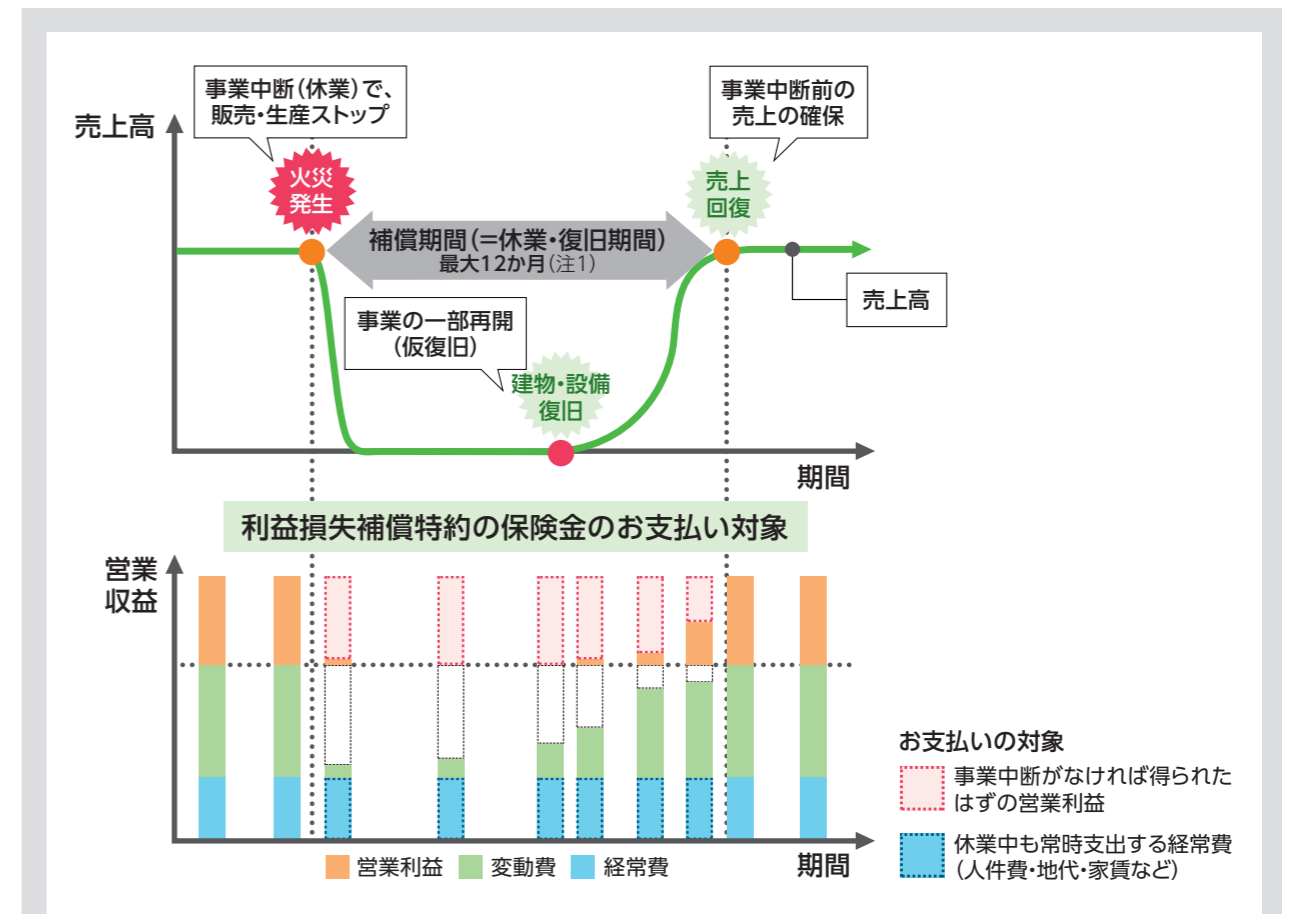 事業中断(休業)で、
販売・生産ストップ
事業中断前の
売上の確保
売上高
火災
発生
売上
回復
補償期間(=休業・復旧期間)
最大12か月(注1)
売上高
事業の一部再開
(仮復旧)
建物・設備
復旧
期間
利益損失補償特約の保険金のお支払い対象
営業
収益
お支払いの対象
事業中断がなければ得られた
はずの営業利益
休業中も常時支出する経常費
(人件費・地代・家賃など)
期間
営業利益 変動費 経常費